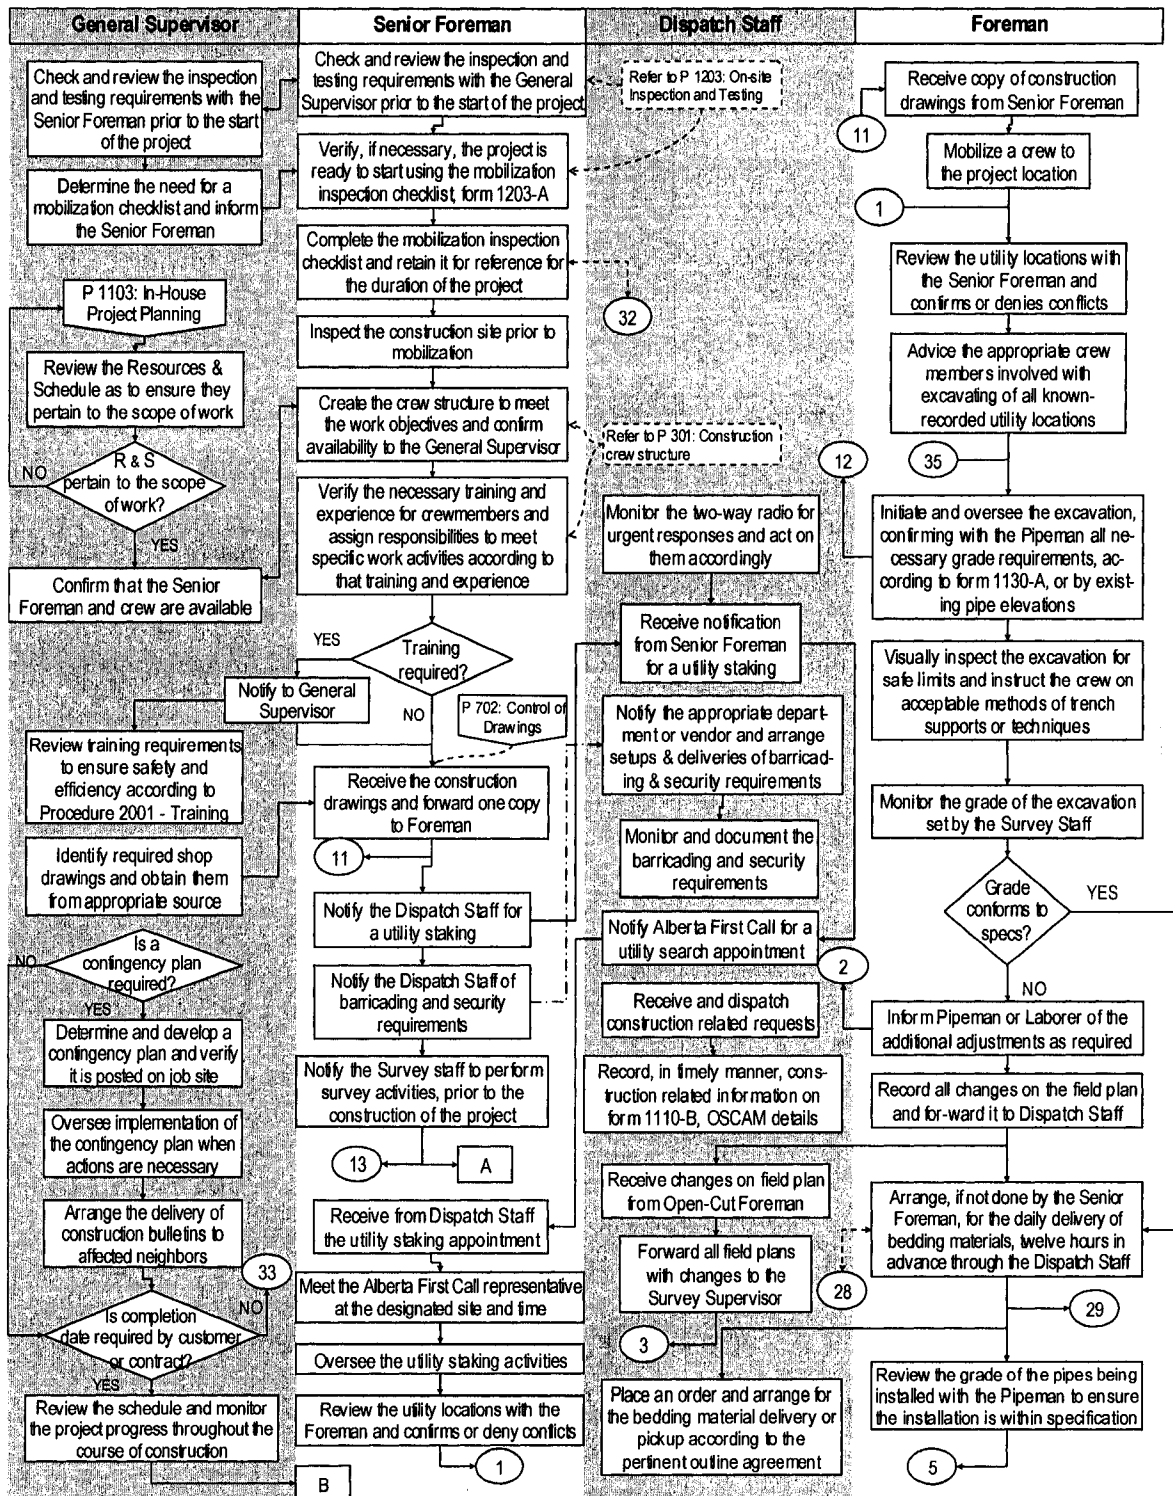 General Supervisor
Senior Foreman
Dispatch Staff
Foreman
Check and review the inspection
and testing requirements with the
Senior Foreman prior to the start
of the project
Determine the need for a
mobilization checklist and inform
the Senior Foreman
P 1103: In-House
Project Planning
Review the Resources &
Schedule as to ensure they
pertain to the scope of work
R & S
pertain to the scope
of work?
NO
YES
Confirm that the Senior
Foreman and crew are available
Review training requirements
to ensure safety and
efficiency according to
Procedure 2001 - Training
Identify required shop
drawings and obtain them
from appropriate source
Is a
contingency plan
required?
NO
YES
Determine and develop a
contingency plan and verify
it is posted on job site
Oversee implementation
of the contingency plan when
actions are necessary
Arrange the delivery of
construction bulletins to
affected neighbors
33
NO
Is completion
date required by customer
or contract?
YES
Review the schedule and monitor
the project progress throughout the
course of construction
B
Check and review the inspection and
testing requirements with the General
Supervisor prior to the start of the project
Verify, if necessary, the project is
ready to start using the mobilization
inspection checklist, form 1203-A
Complete the mobilization inspection
checklist and retain it for reference for
the duration of the project
Inspect the construction site prior to
mobilization
Create the crew structure to meet
the work objectives and confirm
availability to the General Supervisor
Verify the necessary training and
experience for crewmembers and
assign responsibilities to meet
specific work activities according to
that training and experience
YES
Training
required?
Notify to General
Supervisor
NO
P 702: Control of
Drawings
Receive the construction
drawings and forward one copy
to Foreman
11
Notify the Dispatch Staff for
a utility staking
Notify the Dispatch Staff of
barricading and security
requirements
Notify the Survey staff to perform
survey activities, prior to the
construction of the project
13
A
Receive from Dispatch Staff
the utility staking appointment
Meet the Alberta First Call representative
at the designated site and time
Oversee the utility staking activities
Review the utility locations with the
Foreman and confirms or deny conflicts
1
Refer to P 1203: On-site
Inspection and Testing
32
Refer to P 301: Construction
crew structure
Monitor the two-way radio for
urgent responses and act on
them accordingly
Receive notification
from Senior Foreman
for a utility staking
Notify the appropriate depart-
ment or vendor and arrange
setups & deliveries of barricad-
ing & security requirements
Monitor and document the
barricading and security
requirements
Notify Alberta First Call for a
utility search appointment
2
Receive and dispatch
construction related requests
Record, in timely manner, cons-
truction related information on
form 1110-B, OSCAM details
Receive changes on field plan
from Open-Cut Foreman
Forward all field plans
with changes to the
Survey Supervisor
28
3
Place an order and arrange for
the bedding material delivery or
pickup according to the
pertinent outline agreement
Receive copy of construction
drawings from Senior Foreman
11
Mobilize a crew to
the project location
1
Review the utility locations with
the Senior Foreman and
confirms or denies conflicts
Advice the appropriate crew
members involved with
excavating of all known-
recorded utility locations
12
35
Initiate and oversee the excavation,
confirming with the Pipeman all ne-
cessary grade requirements, ac-
cording to form 1130-A, or by exist-
ing pipe elevations
Visually inspect the excavation for
safe limits and instruct the crew on
acceptable methods of trench
supports or techniques
Monitor the grade of the excavation
set by the Survey Staff
Grade
conforms to
specs?
YES
NO
Inform Pipeman or Laborer of the
additional adjustments as required
Record all changes on the field plan
and for-ward it to Dispatch Staff
Arrange, if not done by the Senior
Foreman, for the daily delivery of
bedding materials, twelve hours in
advance through the Dispatch Staff
29
Review the grade of the pipes being
installed with the Pipeman to ensure
the installation is within specification
5